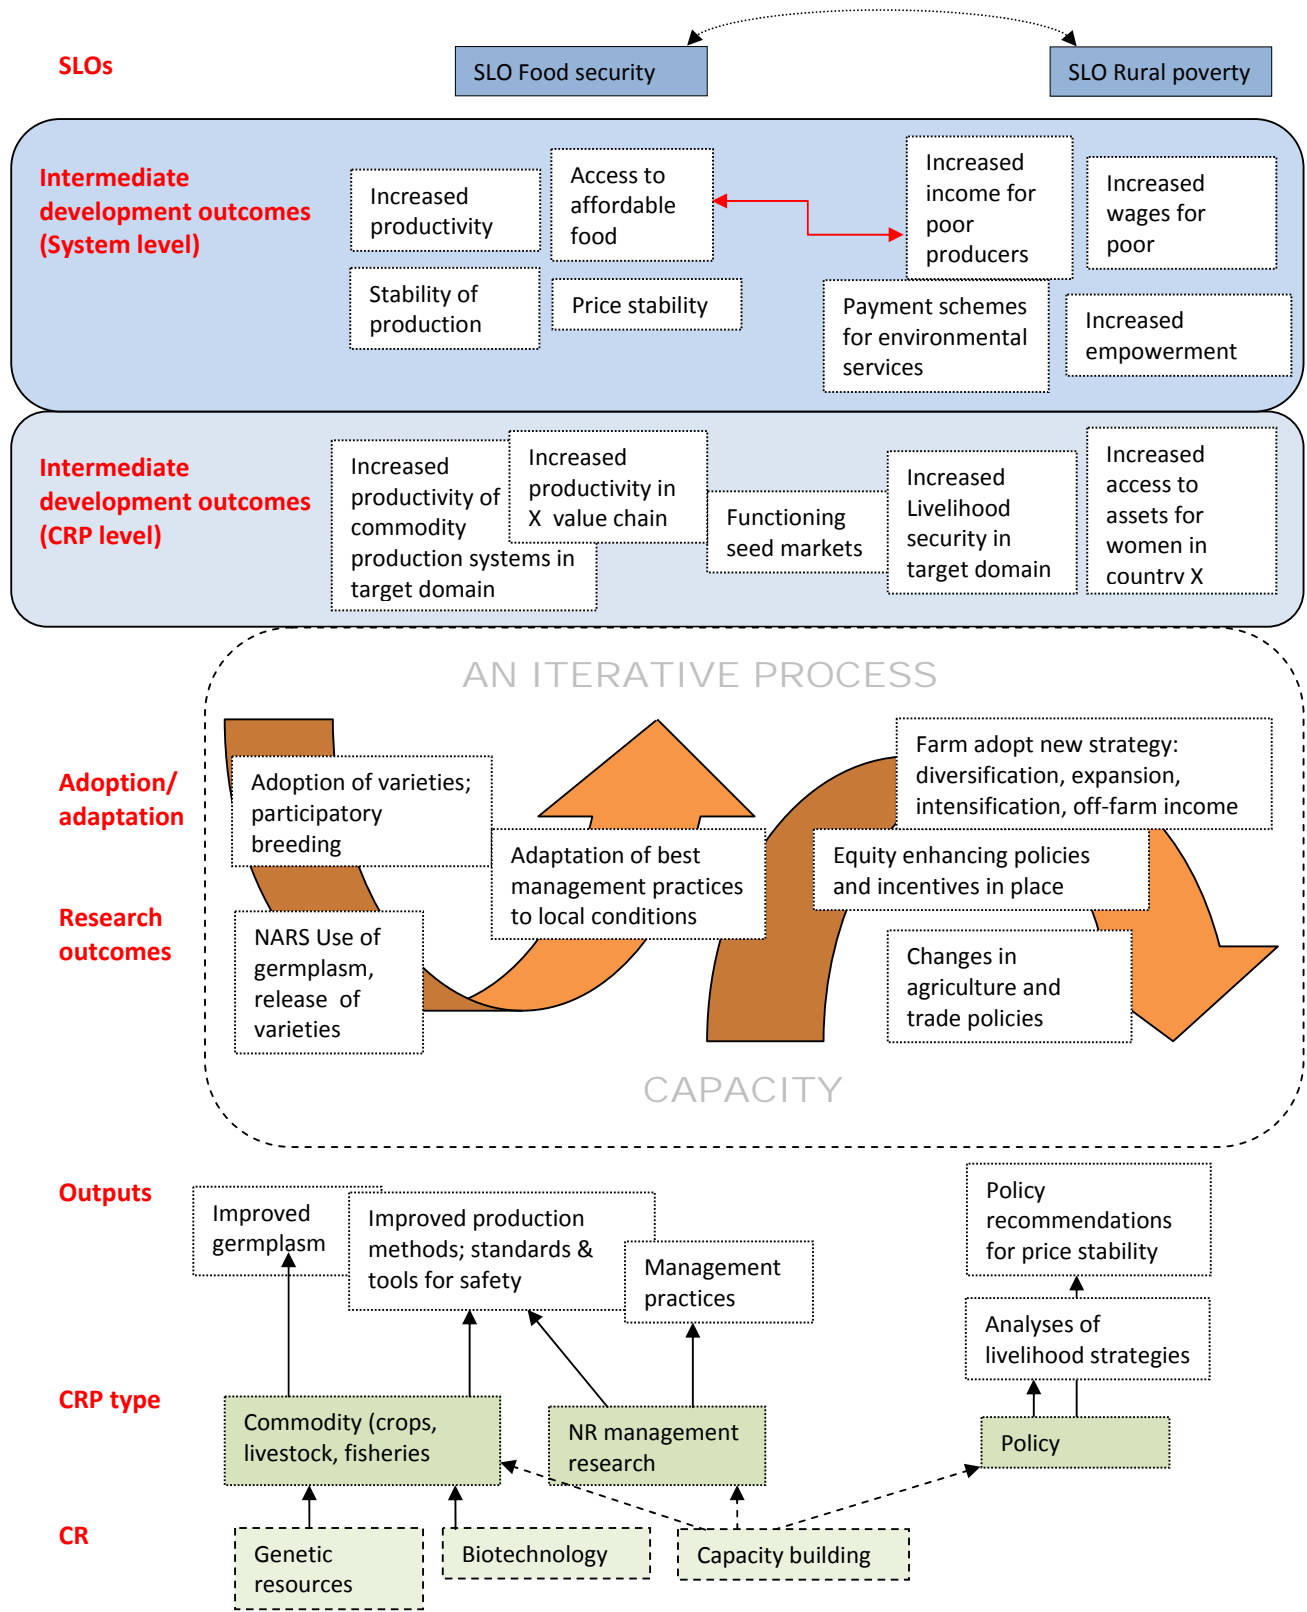 SLOs
SLO Food security
SLO Rural poverty
Intermediate
development outcomes
(System level)
Increased
productivity
Access to
affordable
food
Increased
income for
poor
producers
Increased
wages for
poor
Stability of
production
Price stability
Payment schemes
for environmental
services
Increased
empowerment
Intermediate
development outcomes
(CRP level)
Increased
productivity of
commodity
production systems in
target domain
Increased
productivity in
X value chain
Functioning
seed markets
Increased
Livelihood
security in
target domain
Increased
access to
assets for
women in
country X
AN ITERATIVE PROCESS
Adoption/
adaptation
Adoption of varieties;
participatory
breeding
Adaptation of best
management practices
to local conditions
Farm adopt new strategy:
diversification, expansion,
intensification, off-farm income
Equity enhancing policies
and incentives in place
Research
outcomes
NARS Use of
germplasm,
release of
varieties
Changes in
agriculture and
trade policies
CAPACITY
Outputs
Improved
germplasm
Improved production
methods; standards &
tools for safety
Management
practices
Policy
recommendations
for price stability
Analyses of
livelihood strategies
CRP type
Commodity (crops,
livestock, fisheries
NR management
research
Policy
CR
Genetic
resources
Biotechnology
Capacity building